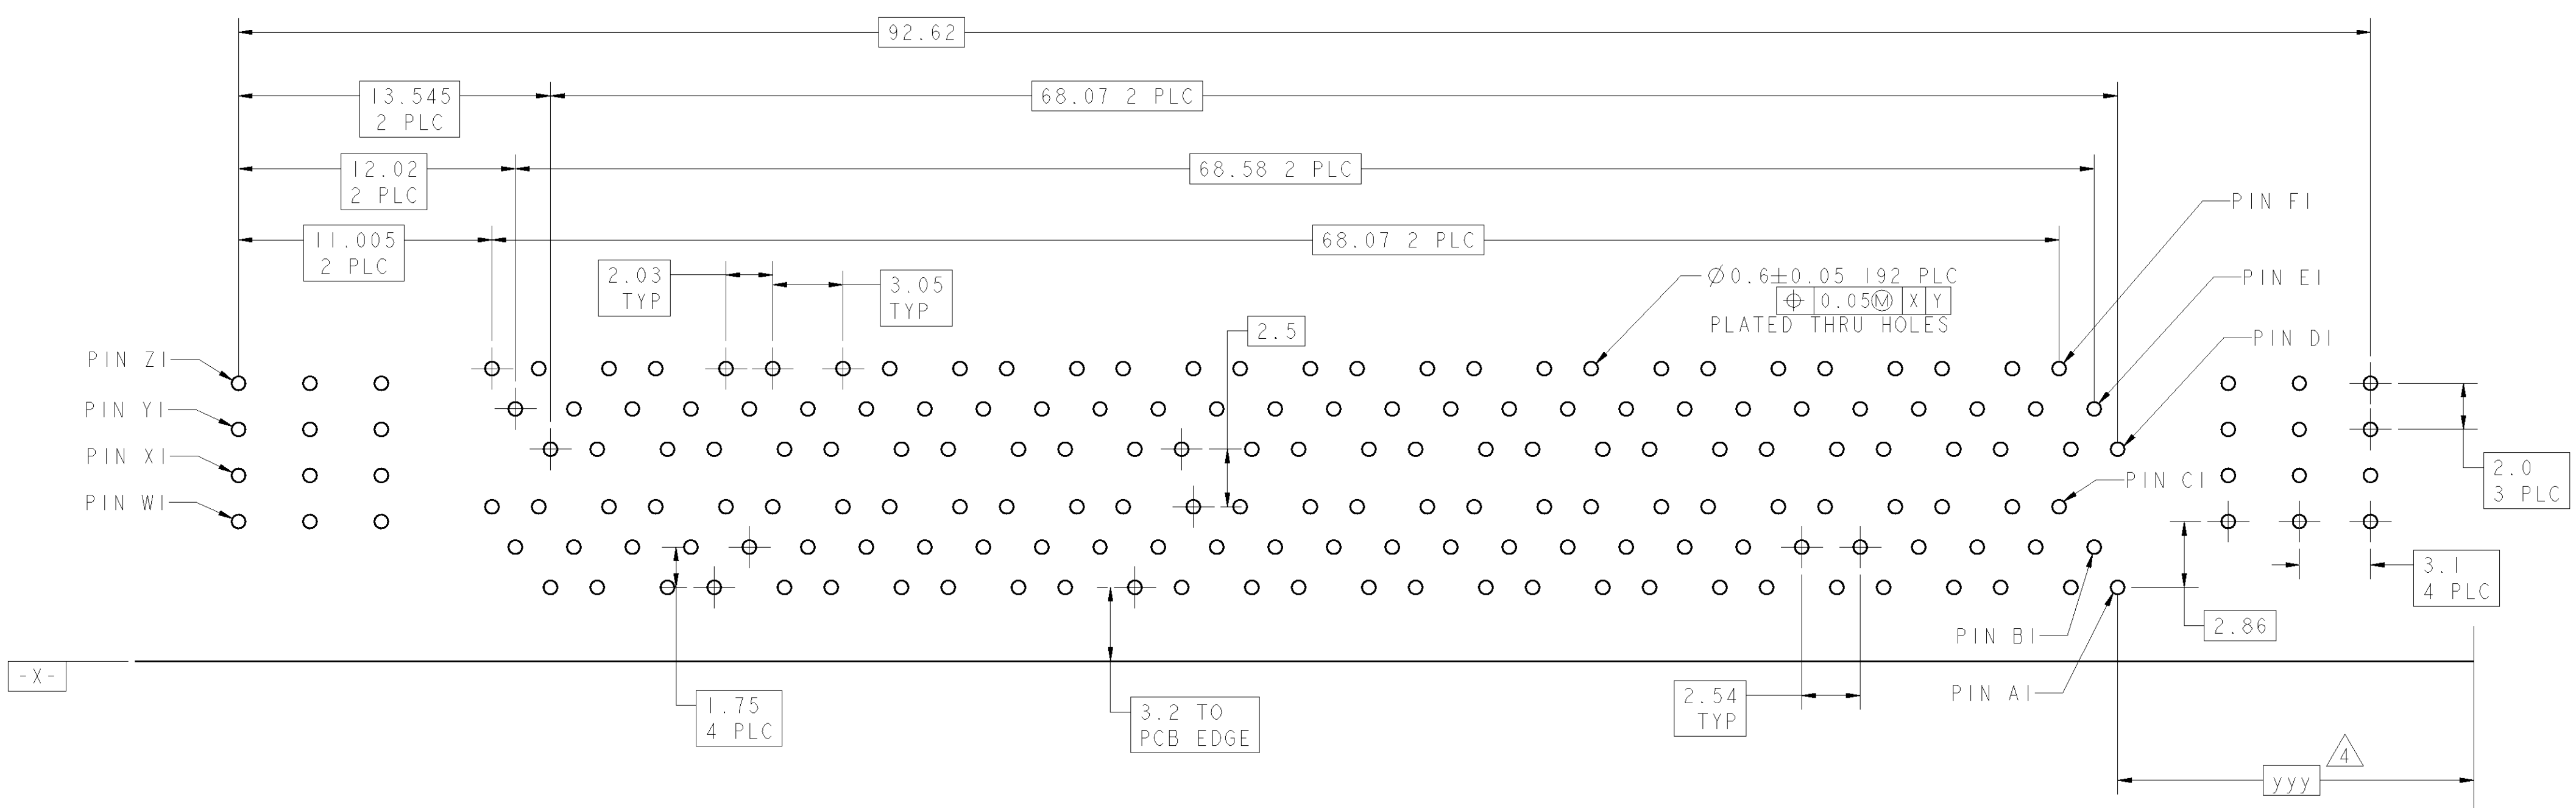 92.62
13.545
2 PLC
68.07 2 PLC
12.02
2 PLC
68.58 2 PLC
11.005
2 PLC
68.07 2 PLC
PIN F1
2.03
TYP
3.05
TYP
Ø0.6±0.05 192 PLC
⌖ 0.05Ⓜ X Y
PLATED THRU HOLES
PIN E1
2.5
PIN D1
PIN Z1
PIN Y1
PIN X1
PIN W1
PIN C1
2.0
3 PLC
3.1
4 PLC
2.86
PIN B1
PIN A1
-X-
1.75
4 PLC
3.2 TO
PCB EDGE
2.54
TYP
4
yyy